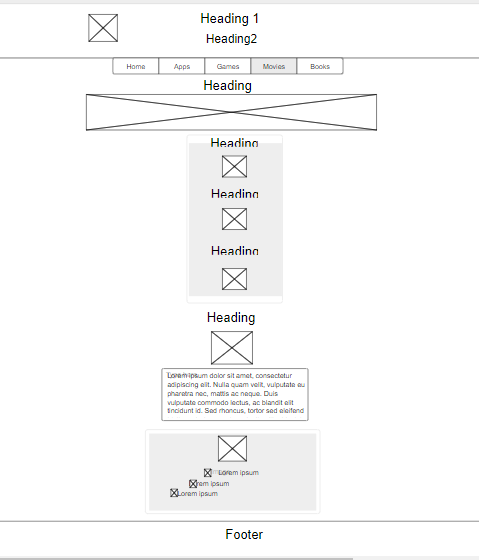 Heading 1
Heading2
Home Apps Games Movies Books
Heading
Heading
Heading
Heading
Heading
Lorem ipsum dolor sit amet, consectetur
adipiscing elit. Nulla quam velit, vulputate eu
pharetra nec, mattis ac neque. Duis
vulputate commodo lectus, ac blandit elit
tincidunt id. Sed rhoncus, tortor sed eleifend
Lorem ipsum
Lorem ipsum
Lorem ipsum
Footer